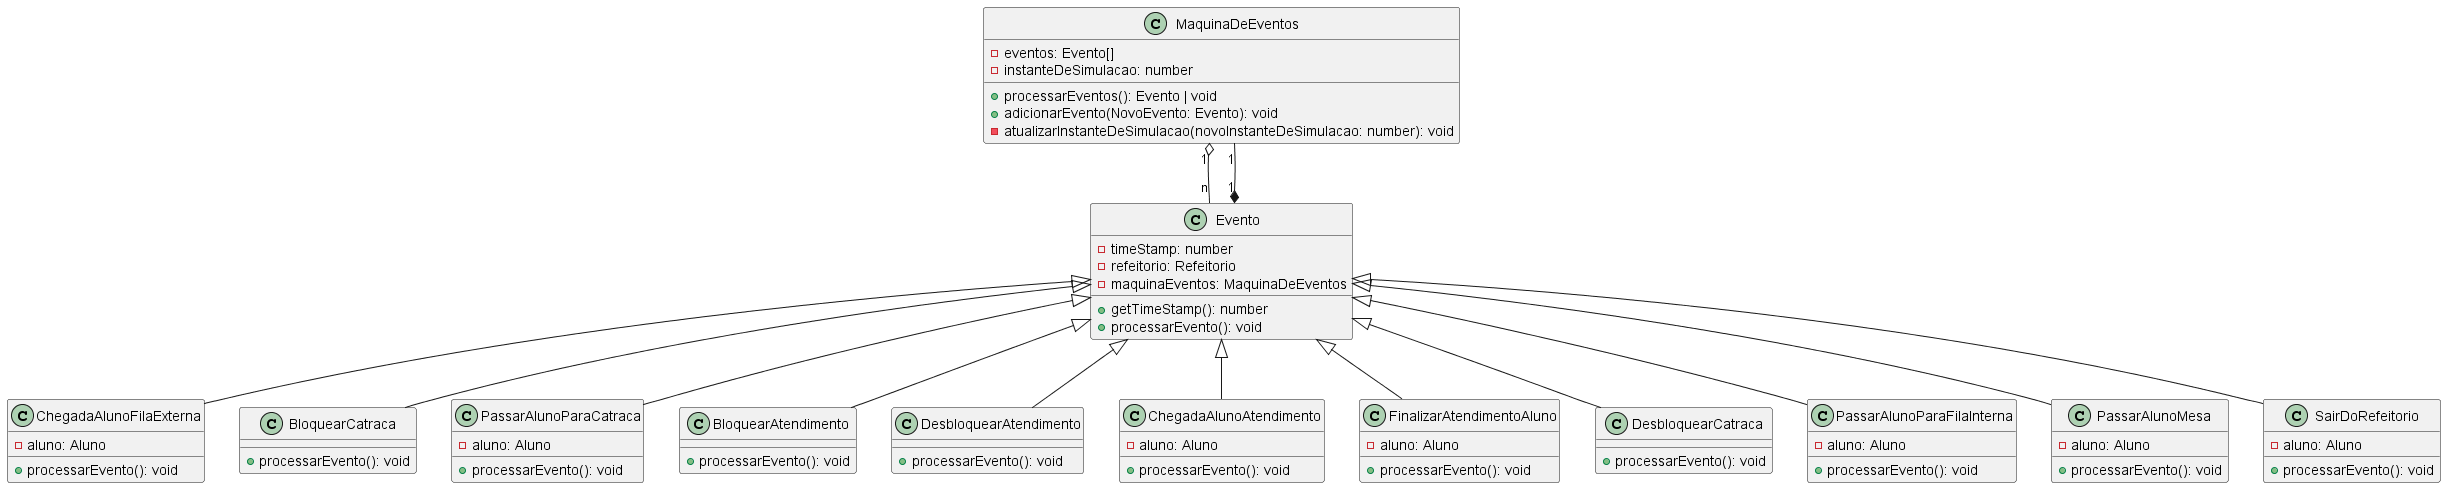 MaquinaDeEventos
eventos: Evento[]
instanteDeSimulacao: number
processarEventos(): Evento | void
adicionarEvento(NovoEvento: Evento): void
atualizarInstanteDeSimulacao(novoInstanteDeSimulacao: number): void
1 1
n 1
Evento
timeStamp: number
refeitorio: Refeitorio
maquinaEventos: MaquinaDeEventos
getTimeStamp(): number
processarEvento(): void
ChegadaAlunoFilaExterna
aluno: Aluno
processarEvento(): void
BloquearCatraca
processarEvento(): void
PassarAlunoParaCatraca
aluno: Aluno
processarEvento(): void
BloquearAtendimento
processarEvento(): void
DesbloquearAtendimento
processarEvento(): void
ChegadaAlunoAtendimento
aluno: Aluno
processarEvento(): void
FinalizarAtendimentoAluno
aluno: Aluno
processarEvento(): void
DesbloquearCatraca
processarEvento(): void
PassarAlunoParaFilaInterna
aluno: Aluno
processarEvento(): void
PassarAlunoMesa
aluno: Aluno
processarEvento(): void
SairDoRefeitorio
aluno: Aluno
processarEvento(): void